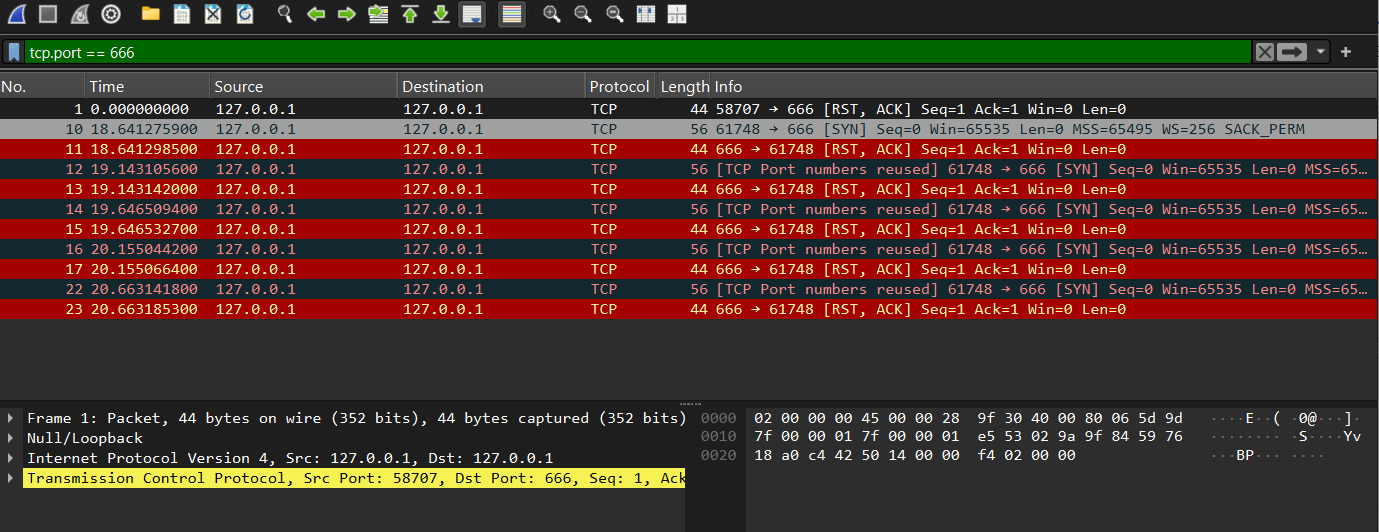 tcp.port == 666
No. Time Source Destination Protocol Length Info
1 0.000000000 127.0.0.1 127.0.0.1 TCP 44 58707 → 666 [RST, ACK] Seq=1 Ack=1 Win=0 Len=0
10 18.641275900 127.0.0.1 127.0.0.1 TCP 56 61748 → 666 [SYN] Seq=0 Win=65535 Len=0 MSS=65495 WS=256 SACK_PERM
11 18.641298500 127.0.0.1 127.0.0.1 TCP 44 666 → 61748 [RST, ACK] Seq=1 Ack=1 Win=0 Len=0
12 19.143105600 127.0.0.1 127.0.0.1 TCP 56 [TCP Port numbers reused] 61748 → 666 [SYN] Seq=0 Win=65535 Len=0 MSS=65…
13 19.143142000 127.0.0.1 127.0.0.1 TCP 44 666 → 61748 [RST, ACK] Seq=1 Ack=1 Win=0 Len=0
14 19.646509400 127.0.0.1 127.0.0.1 TCP 56 [TCP Port numbers reused] 61748 → 666 [SYN] Seq=0 Win=65535 Len=0 MSS=65…
15 19.646532700 127.0.0.1 127.0.0.1 TCP 44 666 → 61748 [RST, ACK] Seq=1 Ack=1 Win=0 Len=0
16 20.155044200 127.0.0.1 127.0.0.1 TCP 56 [TCP Port numbers reused] 61748 → 666 [SYN] Seq=0 Win=65535 Len=0 MSS=65…
17 20.155066400 127.0.0.1 127.0.0.1 TCP 44 666 → 61748 [RST, ACK] Seq=1 Ack=1 Win=0 Len=0
22 20.663141800 127.0.0.1 127.0.0.1 TCP 56 [TCP Port numbers reused] 61748 → 666 [SYN] Seq=0 Win=65535 Len=0 MSS=65…
23 20.663185300 127.0.0.1 127.0.0.1 TCP 44 666 → 61748 [RST, ACK] Seq=1 Ack=1 Win=0 Len=0
Frame 1: Packet, 44 bytes on wire (352 bits), 44 bytes captured (352 bits)
Null/Loopback
Internet Protocol Version 4, Src: 127.0.0.1, Dst: 127.0.0.1
Transmission Control Protocol, Src Port: 58707, Dst Port: 666, Seq: 1, Ack
0000 02 00 00 00 45 00 00 28 9f 30 40 00 80 06 5d 9d ····E··( ·0@···]·
0010 7f 00 00 01 7f 00 00 01 e5 53 02 9a 9f 84 59 76 ········ ·S····Yv
0020 18 a0 c4 42 50 14 00 00 f4 02 00 00 ···BP··· ····